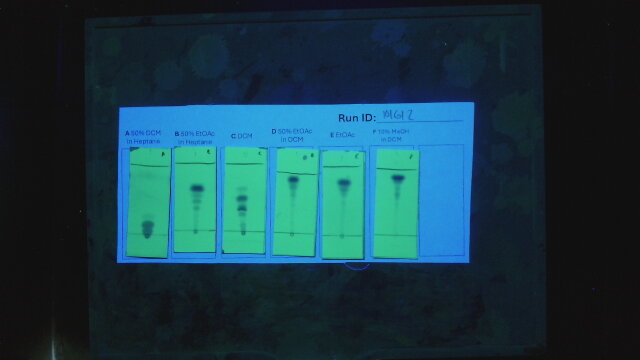 Run ID:
A 50% DCM in Heptane
B 50% EtOAc in Heptane
C DCM
D 50% EtOAc in DCM
E EtOAc
F 10% MeOH in DCM